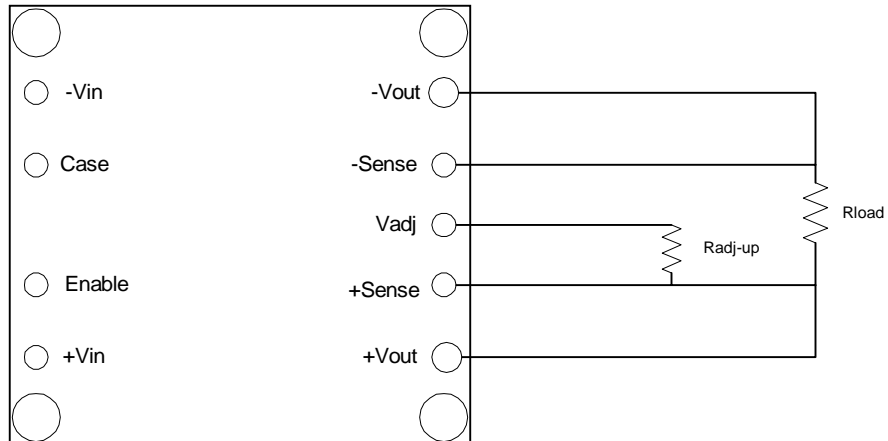 -Vin
-Vout
Case
-Sense
Vadj
Rload
Radj-up
Enable
+Sense
+Vin
+Vout